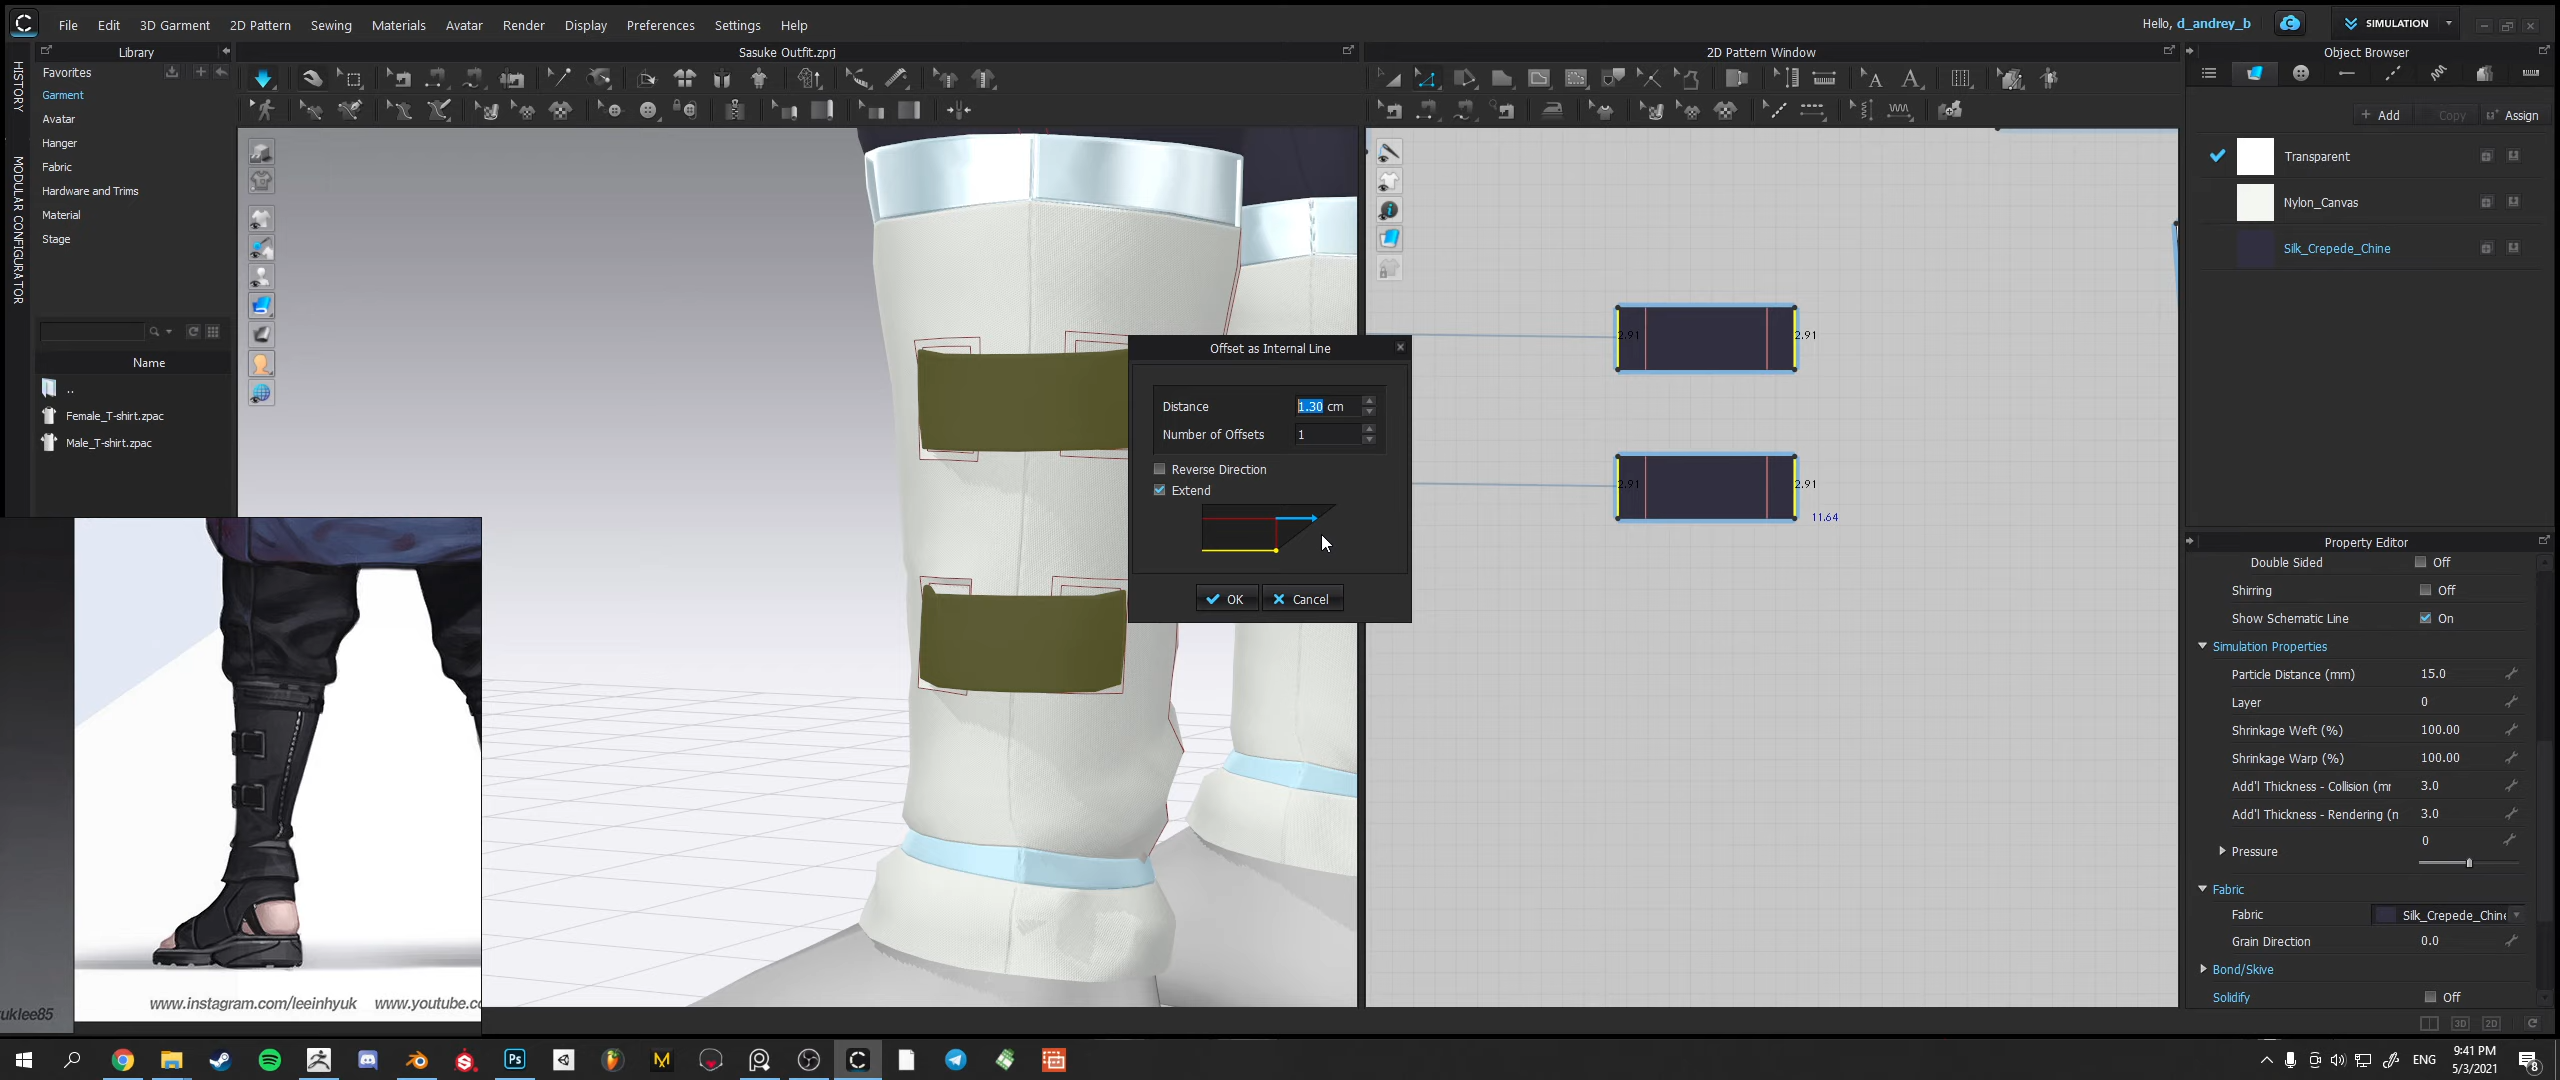 File Edit 3D Garment 2D Pattern Sewing Materials Avatar Render Display Preferences Settings Help
Hello, d_andrey_b
SIMULATION
Library
Sasuke Outfit.zprj
2D Pattern Window
Object Browser
HISTORY
MODULAR CONFIGURATOR
Favorites
Garment
Avatar
Hanger
Fabric
Hardware and Trims
Material
Stage
Name
..
Female_T-shirt.zpac
Male_T-shirt.zpac
Offset as Internal Line
Distance 1.30 cm
Number of Offsets 1
Reverse Direction
Extend
OK Cancel
2.91 2.91
2.91 2.91
11.64
Add Copy Assign
Transparent
Nylon_Canvas
Silk_Crepede_Chine
Property Editor
Double Sided Off
Shirring Off
Show Schematic Line On
Simulation Properties
Particle Distance (mm) 15.0
Layer 0
Shrinkage Weft (%) 100.00
Shrinkage Warp (%) 100.00
Add'l Thickness - Collision (mr 3.0
Add'l Thickness - Rendering (n 3.0
0
Pressure
Fabric
Fabric Silk_Crepede_Chine
Grain Direction 0.0
Bond/Skive
Solidify Off
3D 2D
www.instagram.com/leeinhyuk www.youtube.c
uklee85
ENG
9:41 PM
5/3/2021
8